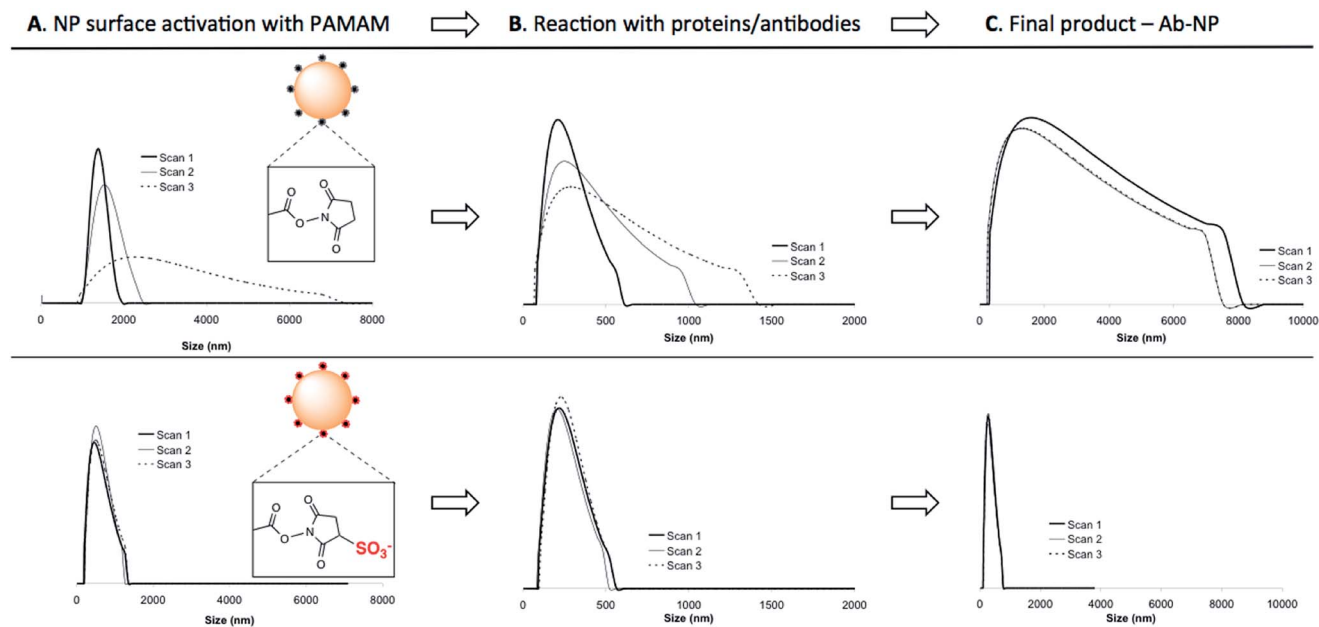 A. NP surface activation with PAMAM
B. Reaction with proteins/antibodies
C. Final product – Ab-NP
Scan 1
Scan 2
Scan 3
O
O
O
N
O
0
2000
4000
6000
8000
Size (nm)
Scan 1
Scan 2
Scan 3
0
500
1000
1500
2000
Size (nm)
Scan 1
Scan 2
Scan 3
0
2000
4000
6000
8000
10000
Size (nm)
Scan 1
Scan 2
Scan 3
O
O
O
N
O
SO3-
0
2000
4000
6000
8000
Size (nm)
Scan 1
Scan 2
Scan 3
0
500
1000
1500
2000
Size (nm)
Scan 1
Scan 2
Scan 3
0
2000
4000
6000
8000
10000
Size (nm)